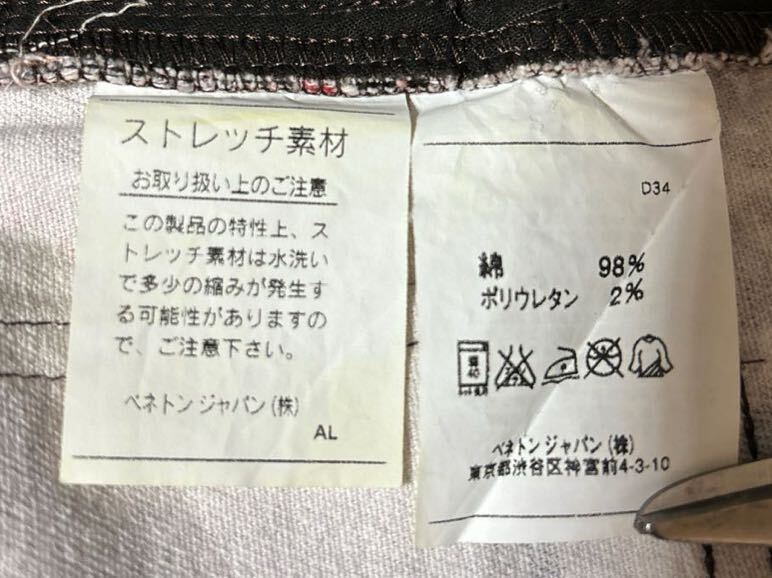 ストレッチ素材
お取り扱い上のご注意
この製品の特性上、ス
トレッチ素材は水洗い
で多少の縮みが発生す
る可能性がありますの
で、ご注意下さい。
ベネトンジャパン(株)
AL
D34
綿 98%
ポリウレタン 2%
40
ベネトンジャパン(株)
東京都渋谷区神宮前4-3-10